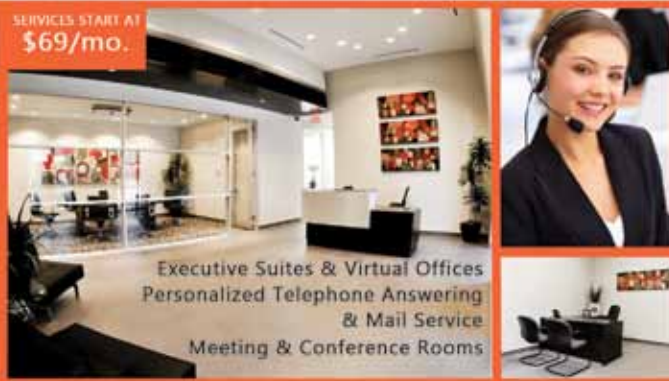 SERVICES START AT
$69/mo.
Executive Suites & Virtual Offices
Personalized Telephone Answering
& Mail Service
Meeting & Conference Rooms